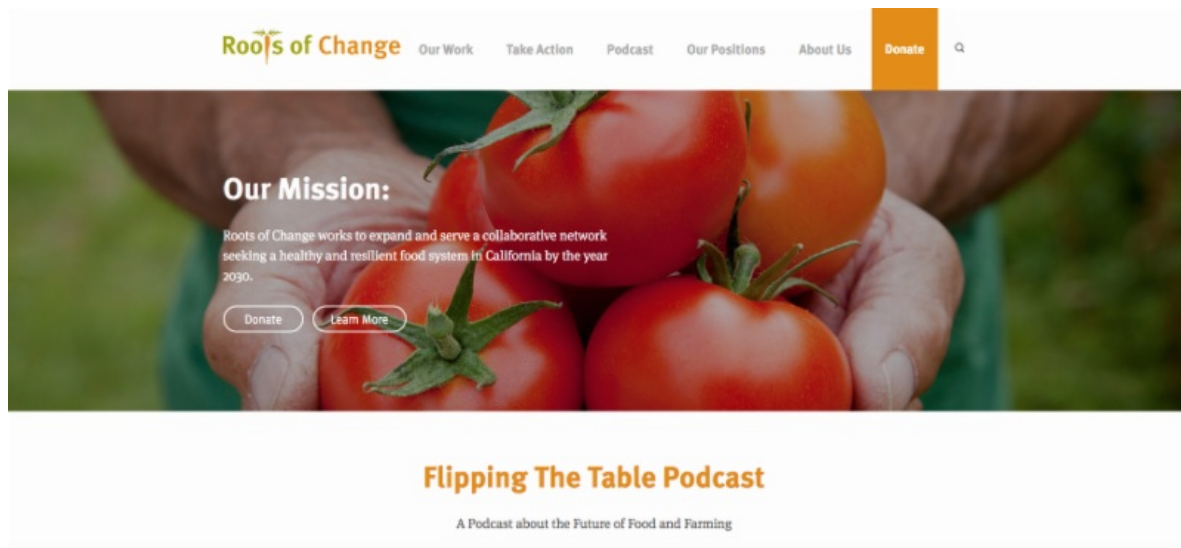 Roots of Change
Our Work
Take Action
Podcast
Our Positions
About Us
Donate
Our Mission:
Roots of Change works to expand and serve a collaborative network
seeking a healthy and resilient food system in California by the year
2030.
Donate
Learn More
Flipping The Table Podcast
A Podcast about the Future of Food and Farming